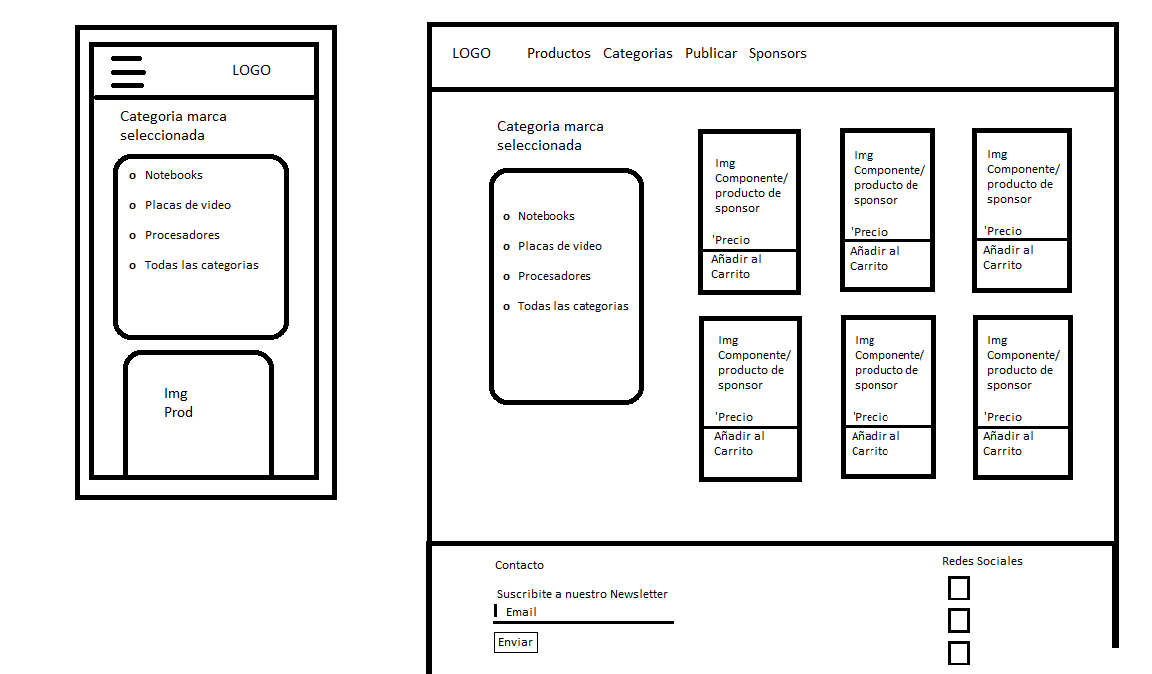 LOGO
Categoria marca
seleccionada
o Notebooks
o Placas de video
o Procesadores
o Todas las categorias
Img
Prod
LOGO Productos Categorias Publicar Sponsors
Categoria marca
seleccionada
o Notebooks
o Placas de video
o Procesadores
o Todas las categorias
Img
Componente/
producto de
sponsor
'Precio
Añadir al
Carrito
Img
Componente/
producto de
sponsor
'Precio
Añadir al
Carrito
Img
Componente/
producto de
sponsor
'Precio
Añadir al
Carrito
Img
Componente/
producto de
sponsor
'Precio
Añadir al
Carrito
Img
Componente/
producto de
sponsor
'Precio
Añadir al
Carrito
Img
Componente/
producto de
sponsor
'Precio
Añadir al
Carrito
Contacto
Suscribite a nuestro Newsletter
Email
Enviar
Redes Sociales